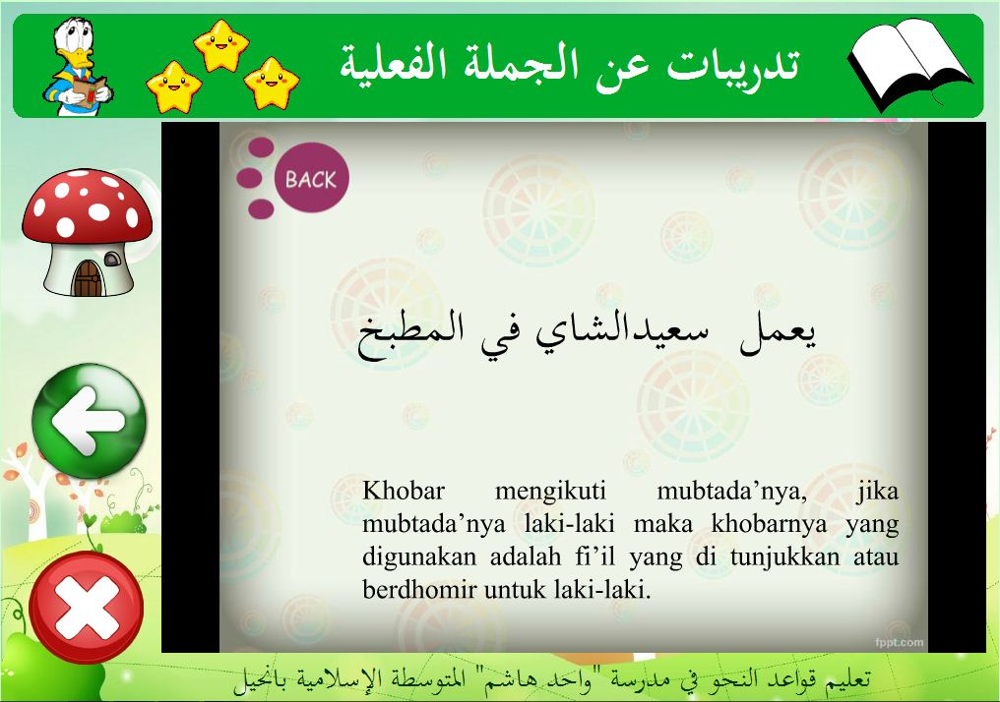 تدريبات عن الجملة الفعلية
BACK
يعمل سعيدالشاي في المطبخ
Khobar mengikuti mubtada’nya, jika
mubtada’nya laki-laki maka khobarnya yang
digunakan adalah fi’il yang di tunjukkan atau
berdhomir untuk laki-laki.
fppt.com
تعليم قواعد النحو في مدرسة "واحد هاشم" المتوسطة الإسلامية بانجيل